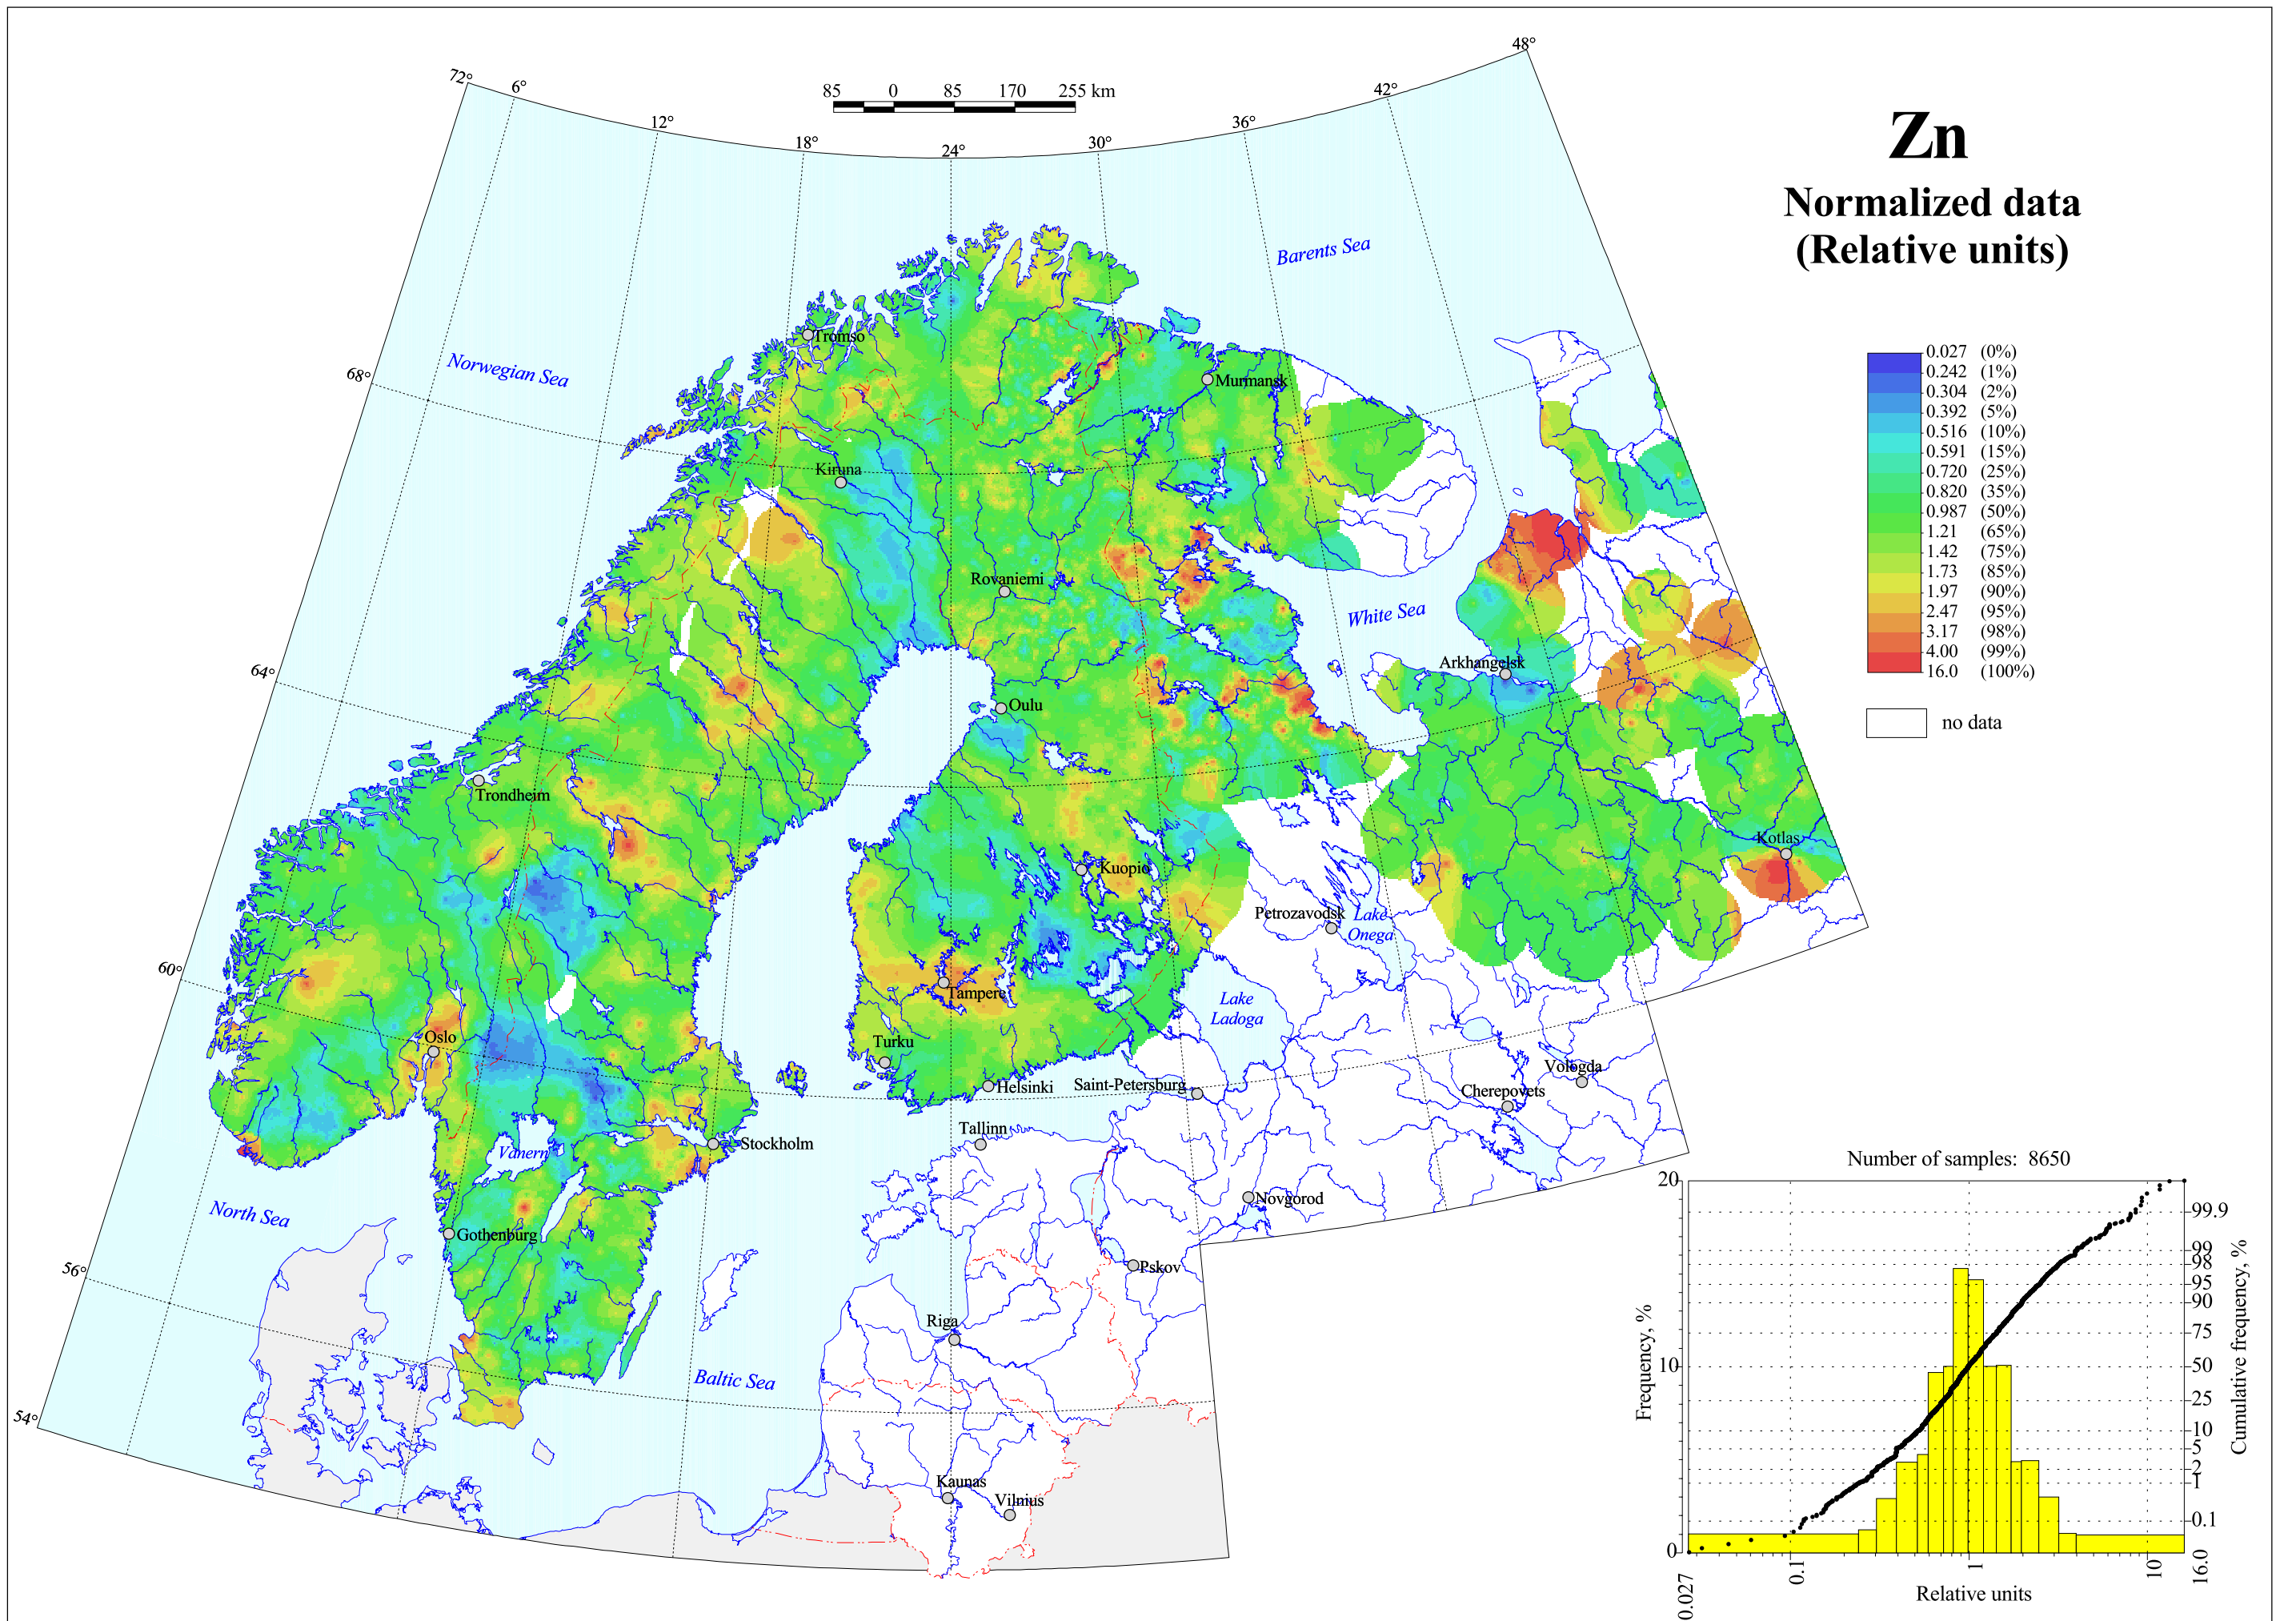 48°
72°
6°
42°
85 0 85 170 255 km
12°
36°
18°
30°
24°
Zn
Normalized data
(Relative units)
Barents Sea
Tromso
Norwegian Sea
68°
Murmansk
0.027 (0%)
0.242 (1%)
0.304 (2%)
0.392 (5%)
0.516 (10%)
0.591 (15%)
0.720 (25%)
0.820 (35%)
0.987 (50%)
1.21 (65%)
1.42 (75%)
1.73 (85%)
1.97 (90%)
2.47 (95%)
3.17 (98%)
4.00 (99%)
16.0 (100%)
no data
Kiruna
Rovaniemi
White Sea
Arkhangelsk
64°
Oulu
Trondheim
Kotlas
Kuopio
Petrozavodsk
Lake
Onega
60°
Tampere
Lake
Ladoga
Oslo
Turku
Helsinki
Saint-Petersburg
Vologda
Cherepovets
Tallinn
Stockholm
Vanern
Novgorod
North Sea
Gothenburg
Pskov
56°
Riga
Baltic Sea
54°
Kaunas
Vilnius
Number of samples: 8650
20
10
0
Frequency, %
99.9
99
98
95
90
75
50
25
10
5
2
1
0.1
Cumulative frequency, %
0.027
0.1
1
10
16.0
Relative units